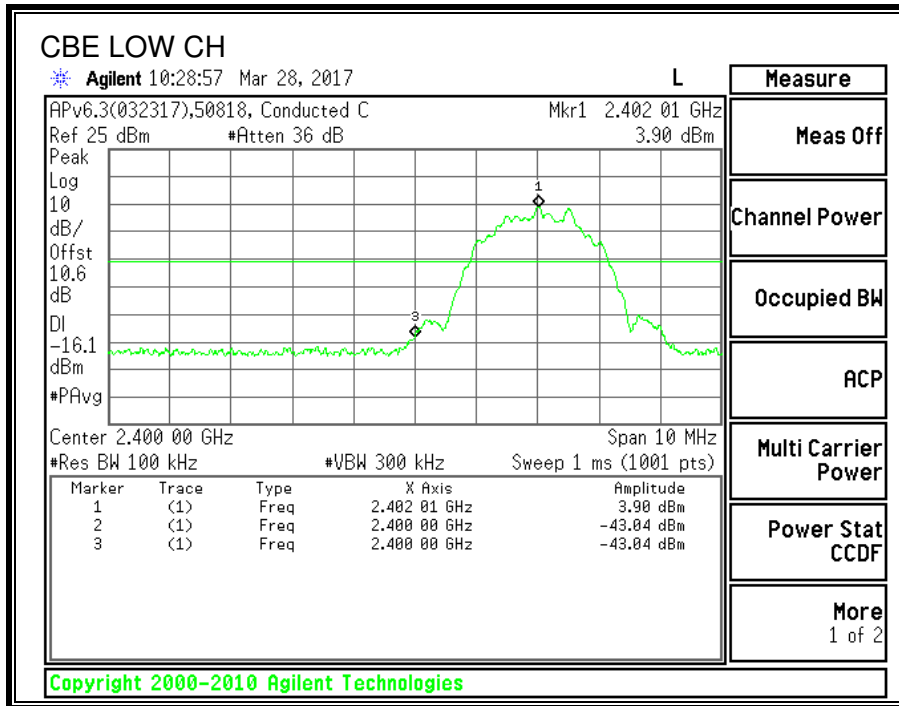 CBE LOW CH
Agilent 10:28:57 Mar 28, 2017 L
APv6.3(032317),50818, Conducted C Mkr1 2.402 01 GHz
Ref 25 dBm #Atten 36 dB 3.90 dBm
Peak
Log
10
dB/
Offst
10.6
dB
DI
-16.1
dBm
#PAvg
1
3
Center 2.400 00 GHz Span 10 MHz
#Res BW 100 kHz #VBW 300 kHz Sweep 1 ms (1001 pts)
Marker Trace Type X Axis Amplitude
1 (1) Freq 2.402 01 GHz 3.90 dBm
2 (1) Freq 2.400 00 GHz -43.04 dBm
3 (1) Freq 2.400 00 GHz -43.04 dBm
Measure
Meas Off
Channel Power
Occupied BW
ACP
Multi Carrier
Power
Power Stat
CCDF
More
1 of 2
Copyright 2000-2010 Agilent Technologies